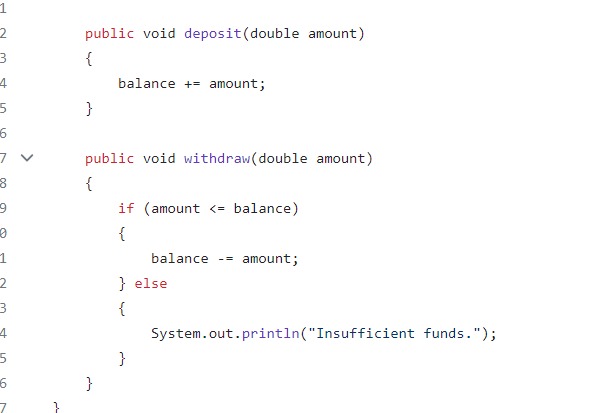 1
2 public void deposit(double amount)
3 {
4 balance += amount;
5 }
6
7 public void withdraw(double amount)
8 {
9 if (amount <= balance)
0 {
1 balance -= amount;
2 } else
3 {
4 System.out.println("Insufficient funds.");
5 }
6 }
7 }